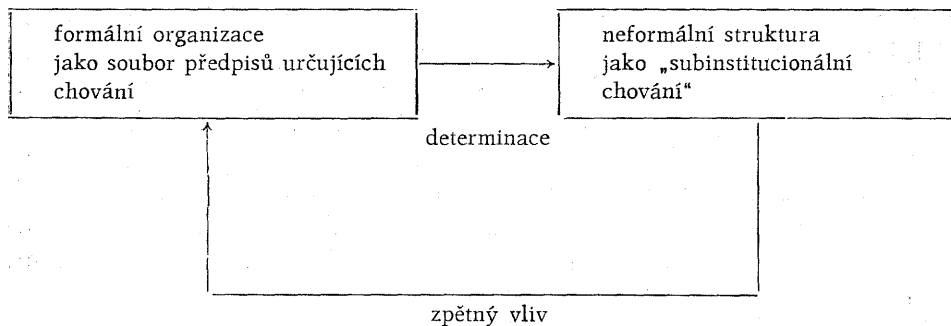 formální organizace
jako soubor předpisů určujících
chování
neformální struktura
jako „subinstitucionální
chování“
determinace
zpětný vliv